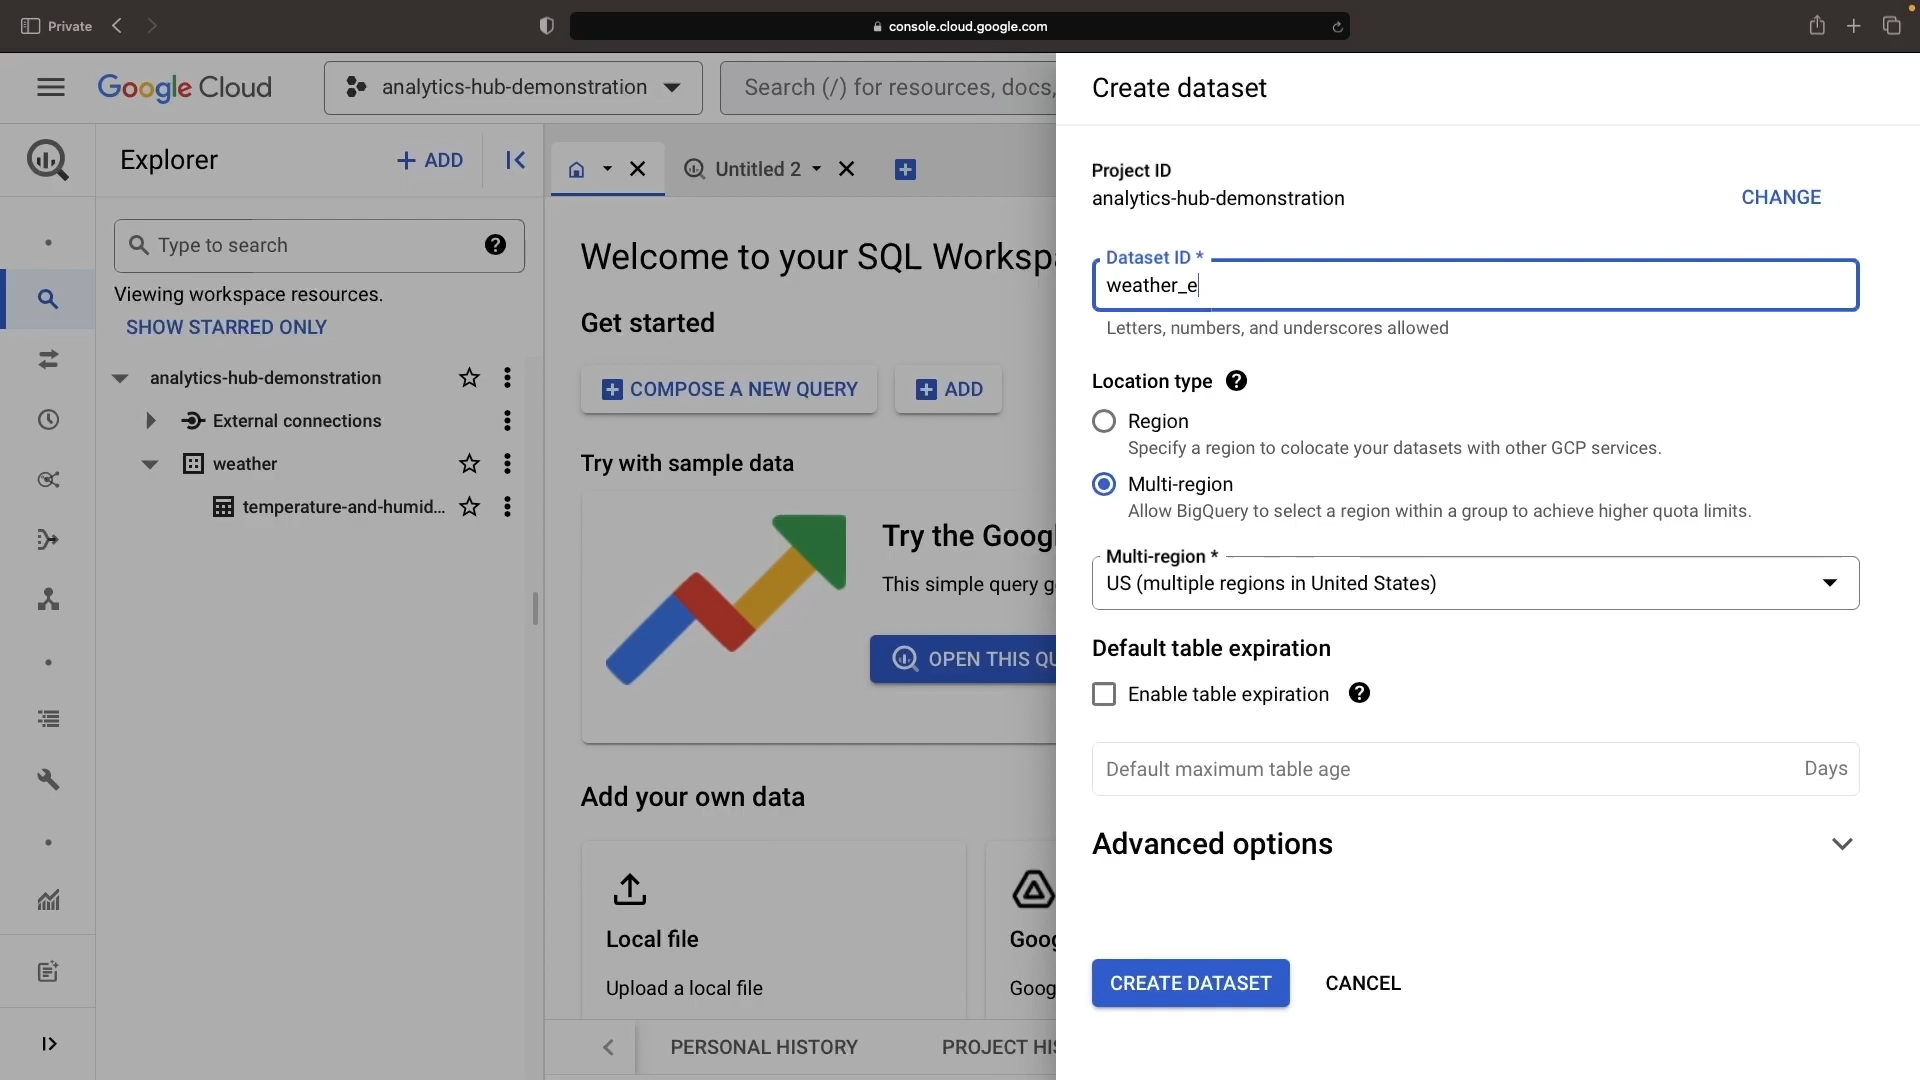 Private
console.cloud.google.com
Google Cloud
analytics-hub-demonstration
Search (/) for resources, docs,
Explorer
+ ADD
Untitled 2
Type to search
Viewing workspace resources.
SHOW STARRED ONLY
analytics-hub-demonstration
External connections
weather
temperature-and-humid...
Welcome to your SQL Worksp
Get started
COMPOSE A NEW QUERY
ADD
Try with sample data
Try the Goog
This simple query g
OPEN THIS QU
Add your own data
Local file
Upload a local file
Goog
Goog
PERSONAL HISTORY
PROJECT HIS
Create dataset
Project ID
analytics-hub-demonstration
CHANGE
Dataset ID *
weather_e
Letters, numbers, and underscores allowed
Location type
Region
Specify a region to colocate your datasets with other GCP services.
Multi-region
Allow BigQuery to select a region within a group to achieve higher quota limits.
Multi-region *
US (multiple regions in United States)
Default table expiration
Enable table expiration
Default maximum table age
Days
Advanced options
CREATE DATASET
CANCEL